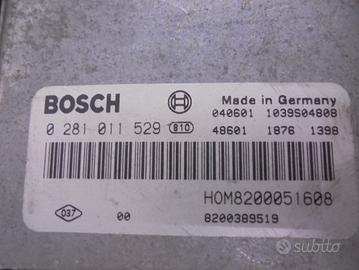 BOSCH
Made in Germany
040601 1039S04808
0 281 011 529 810
48601 1876 1398
HOM8200051608
037 00 8200389519
subito